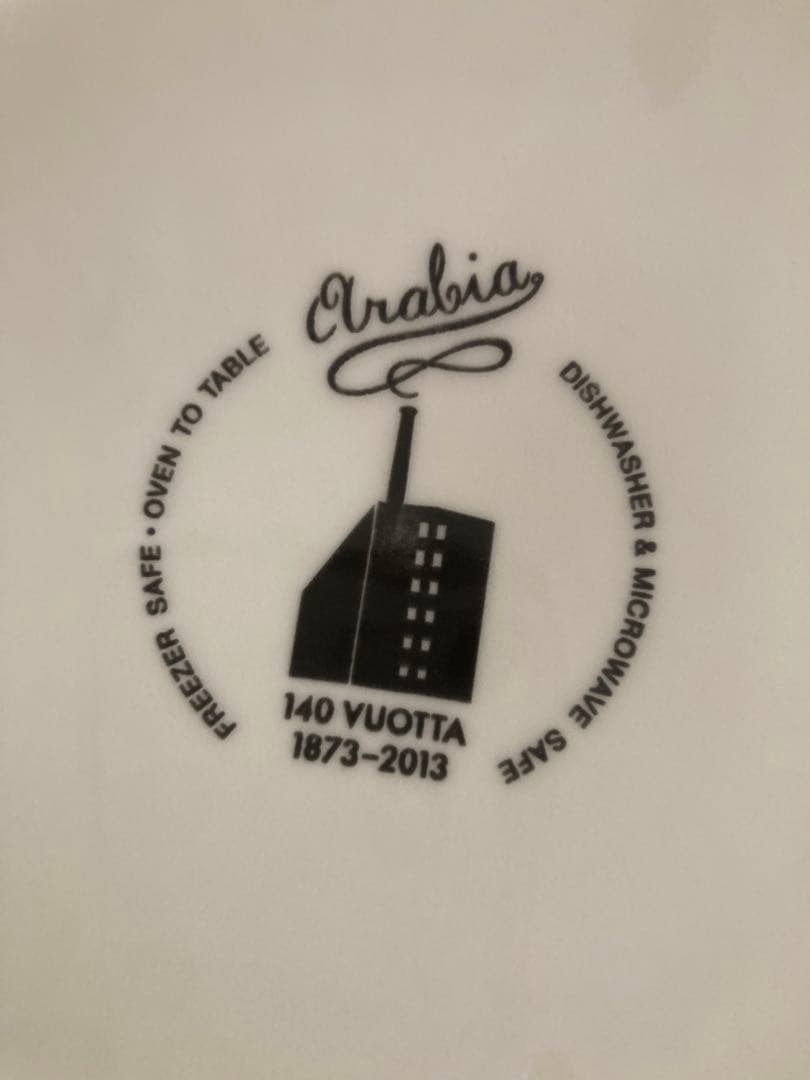 Arabia
FREEZER SAFE • OVEN TO TABLE
DISHWASHER & MICROWAVE SAFE
140 VUOTTA
1873-2013